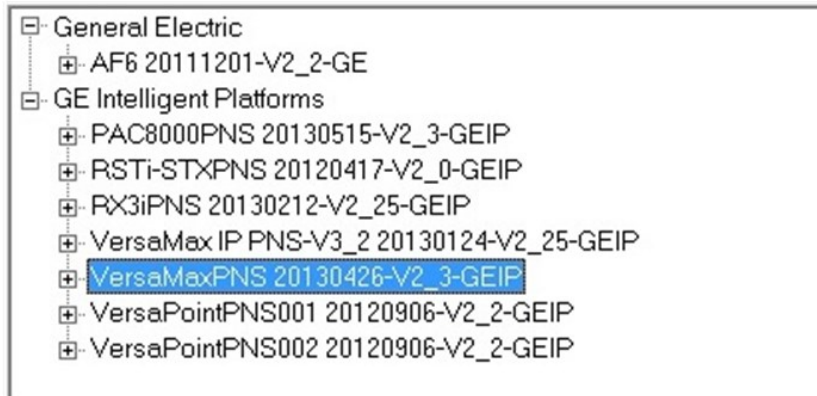 General Electric
AF6 20111201-V2_2-GE
GE Intelligent Platforms
PAC8000PNS 20130515-V2_3-GEIP
RSTi-STXPNS 20120417-V2_0-GEIP
RX3iPNS 20130212-V2_25-GEIP
VersaMax IP PNS-V3_2 20130124-V2_25-GEIP
VersaMaxPNS 20130426-V2_3-GEIP
VersaPointPNS001 20120906-V2_2-GEIP
VersaPointPNS002 20120906-V2_2-GEIP